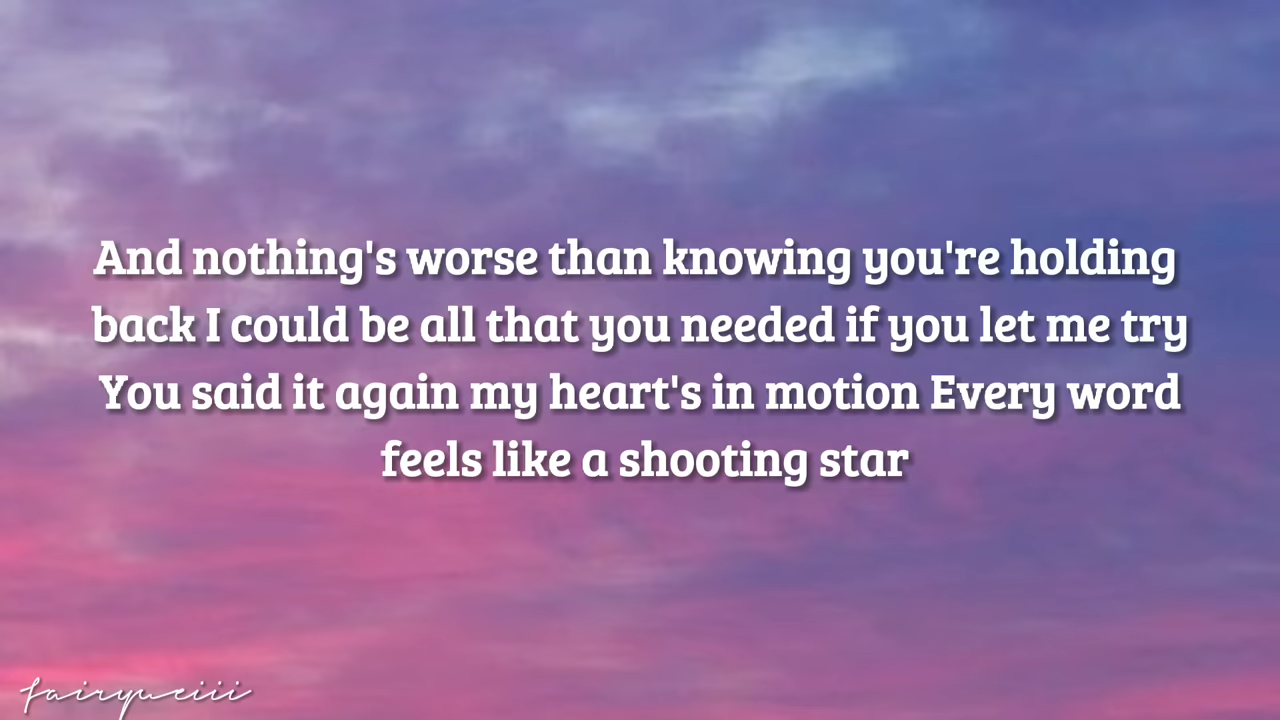 And nothing's worse than knowing you're holding
back I could be all that you needed if you let me try
You said it again my heart's in motion Every word
feels like a shooting star
fairyweiii